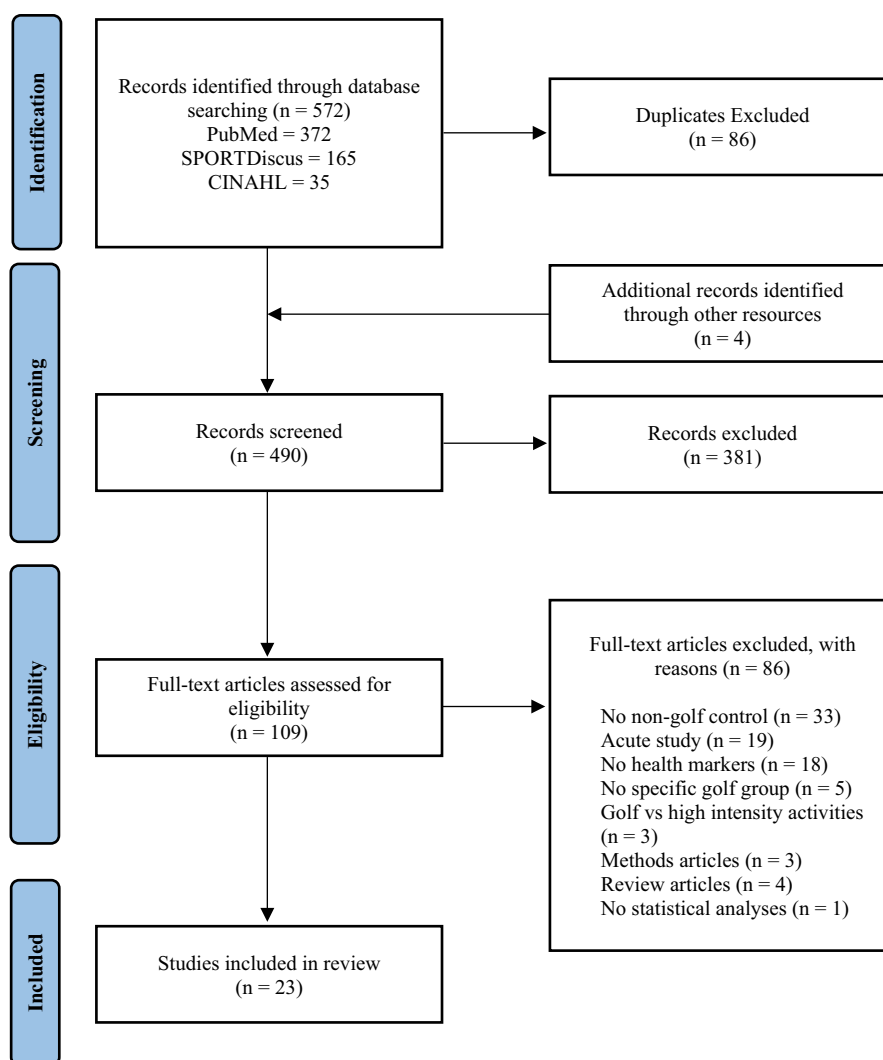 Identification
Records identified through database
searching (n = 572)
PubMed = 372
SPORTDiscus = 165
CINAHL = 35
Duplicates Excluded
(n = 86)
Screening
Additional records identified
through other resources
(n = 4)
Records screened
(n = 490)
Records excluded
(n = 381)
Eligibility
Full-text articles assessed for
eligibility
(n = 109)
Full-text articles excluded, with
reasons (n = 86)
No non-golf control (n = 33)
Acute study (n = 19)
No health markers (n = 18)
No specific golf group (n = 5)
Golf vs high intensity activities
(n = 3)
Methods articles (n = 3)
Review articles (n = 4)
No statistical analyses (n = 1)
Included
Studies included in review
(n = 23)